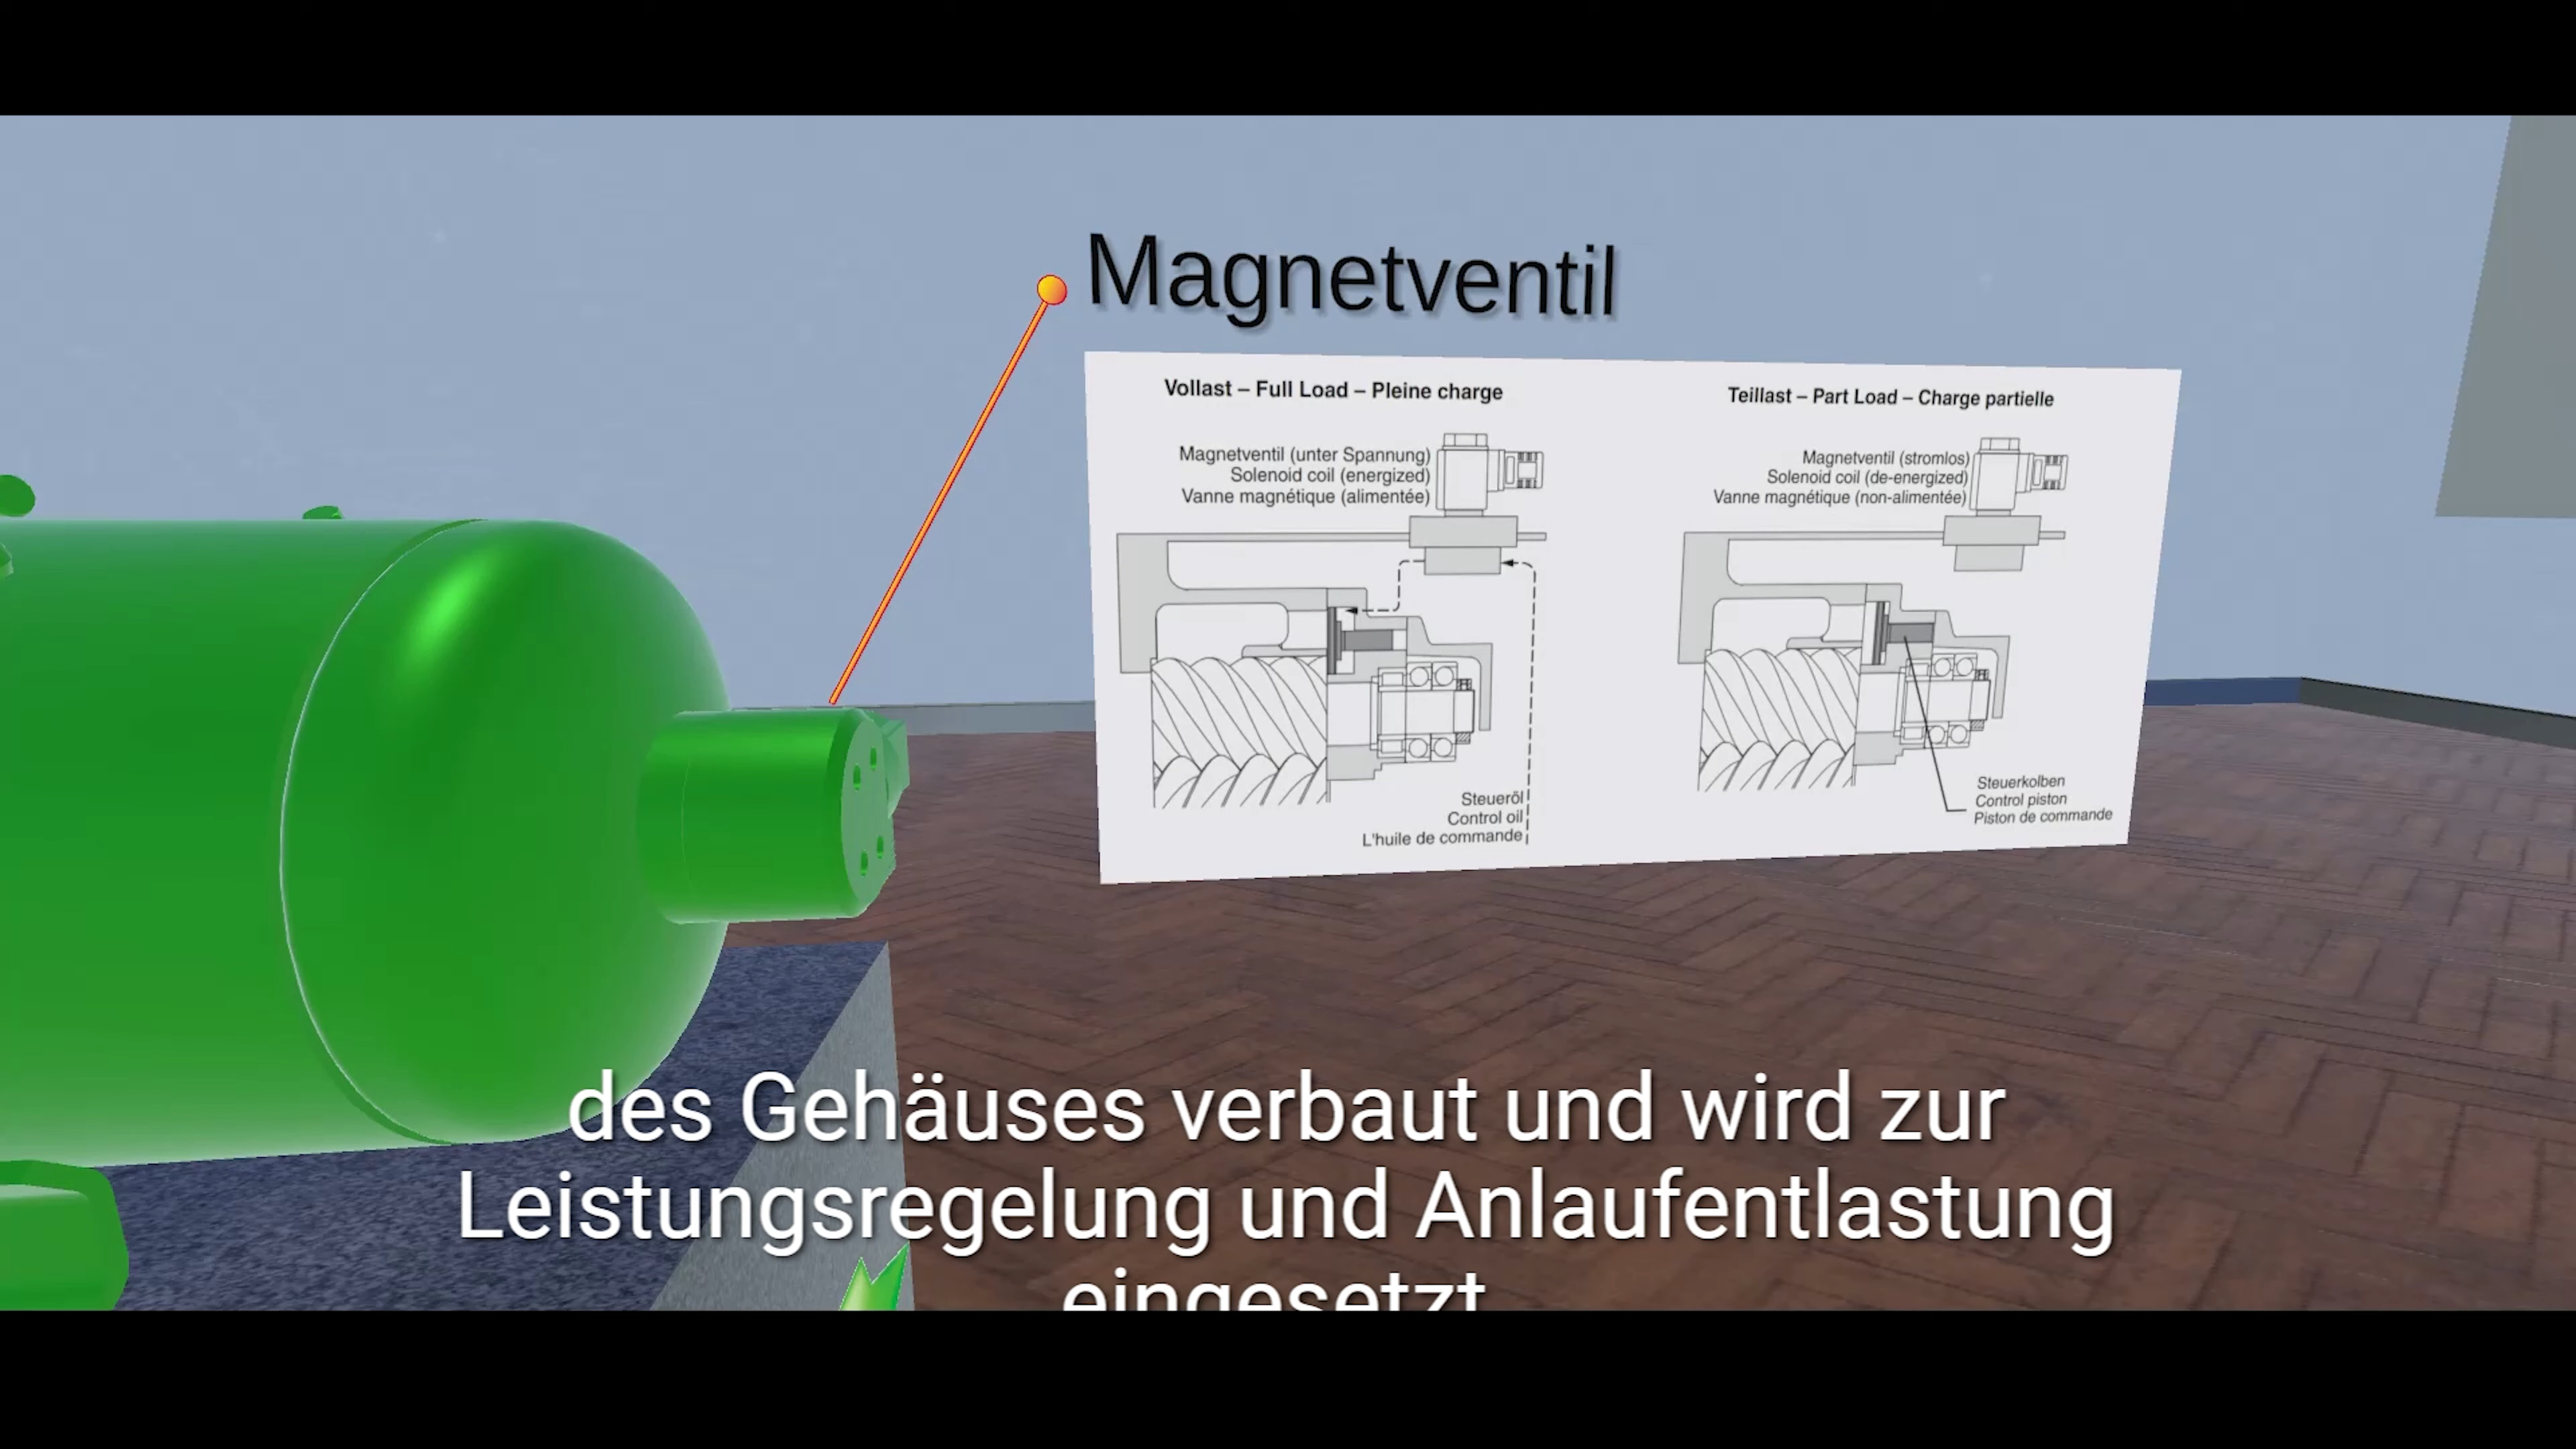 Magnetventil
Vollast – Full Load – Pleine charge
Magnetventil (unter Spannung)
Solenoid coil (energized)
Vanne magnétique (alimentée)
Steueröl
Control oil
L'huile de commande
Teillast – Part Load – Charge partielle
Magnetventil (stromlos)
Solenoid coil (de-energized)
Vanne magnétique (non-alimentée)
Steuerkolben
Control piston
Piston de commande
des Gehäuses verbaut und wird zur
Leistungsregelung und Anlaufentlastung
eingesetzt